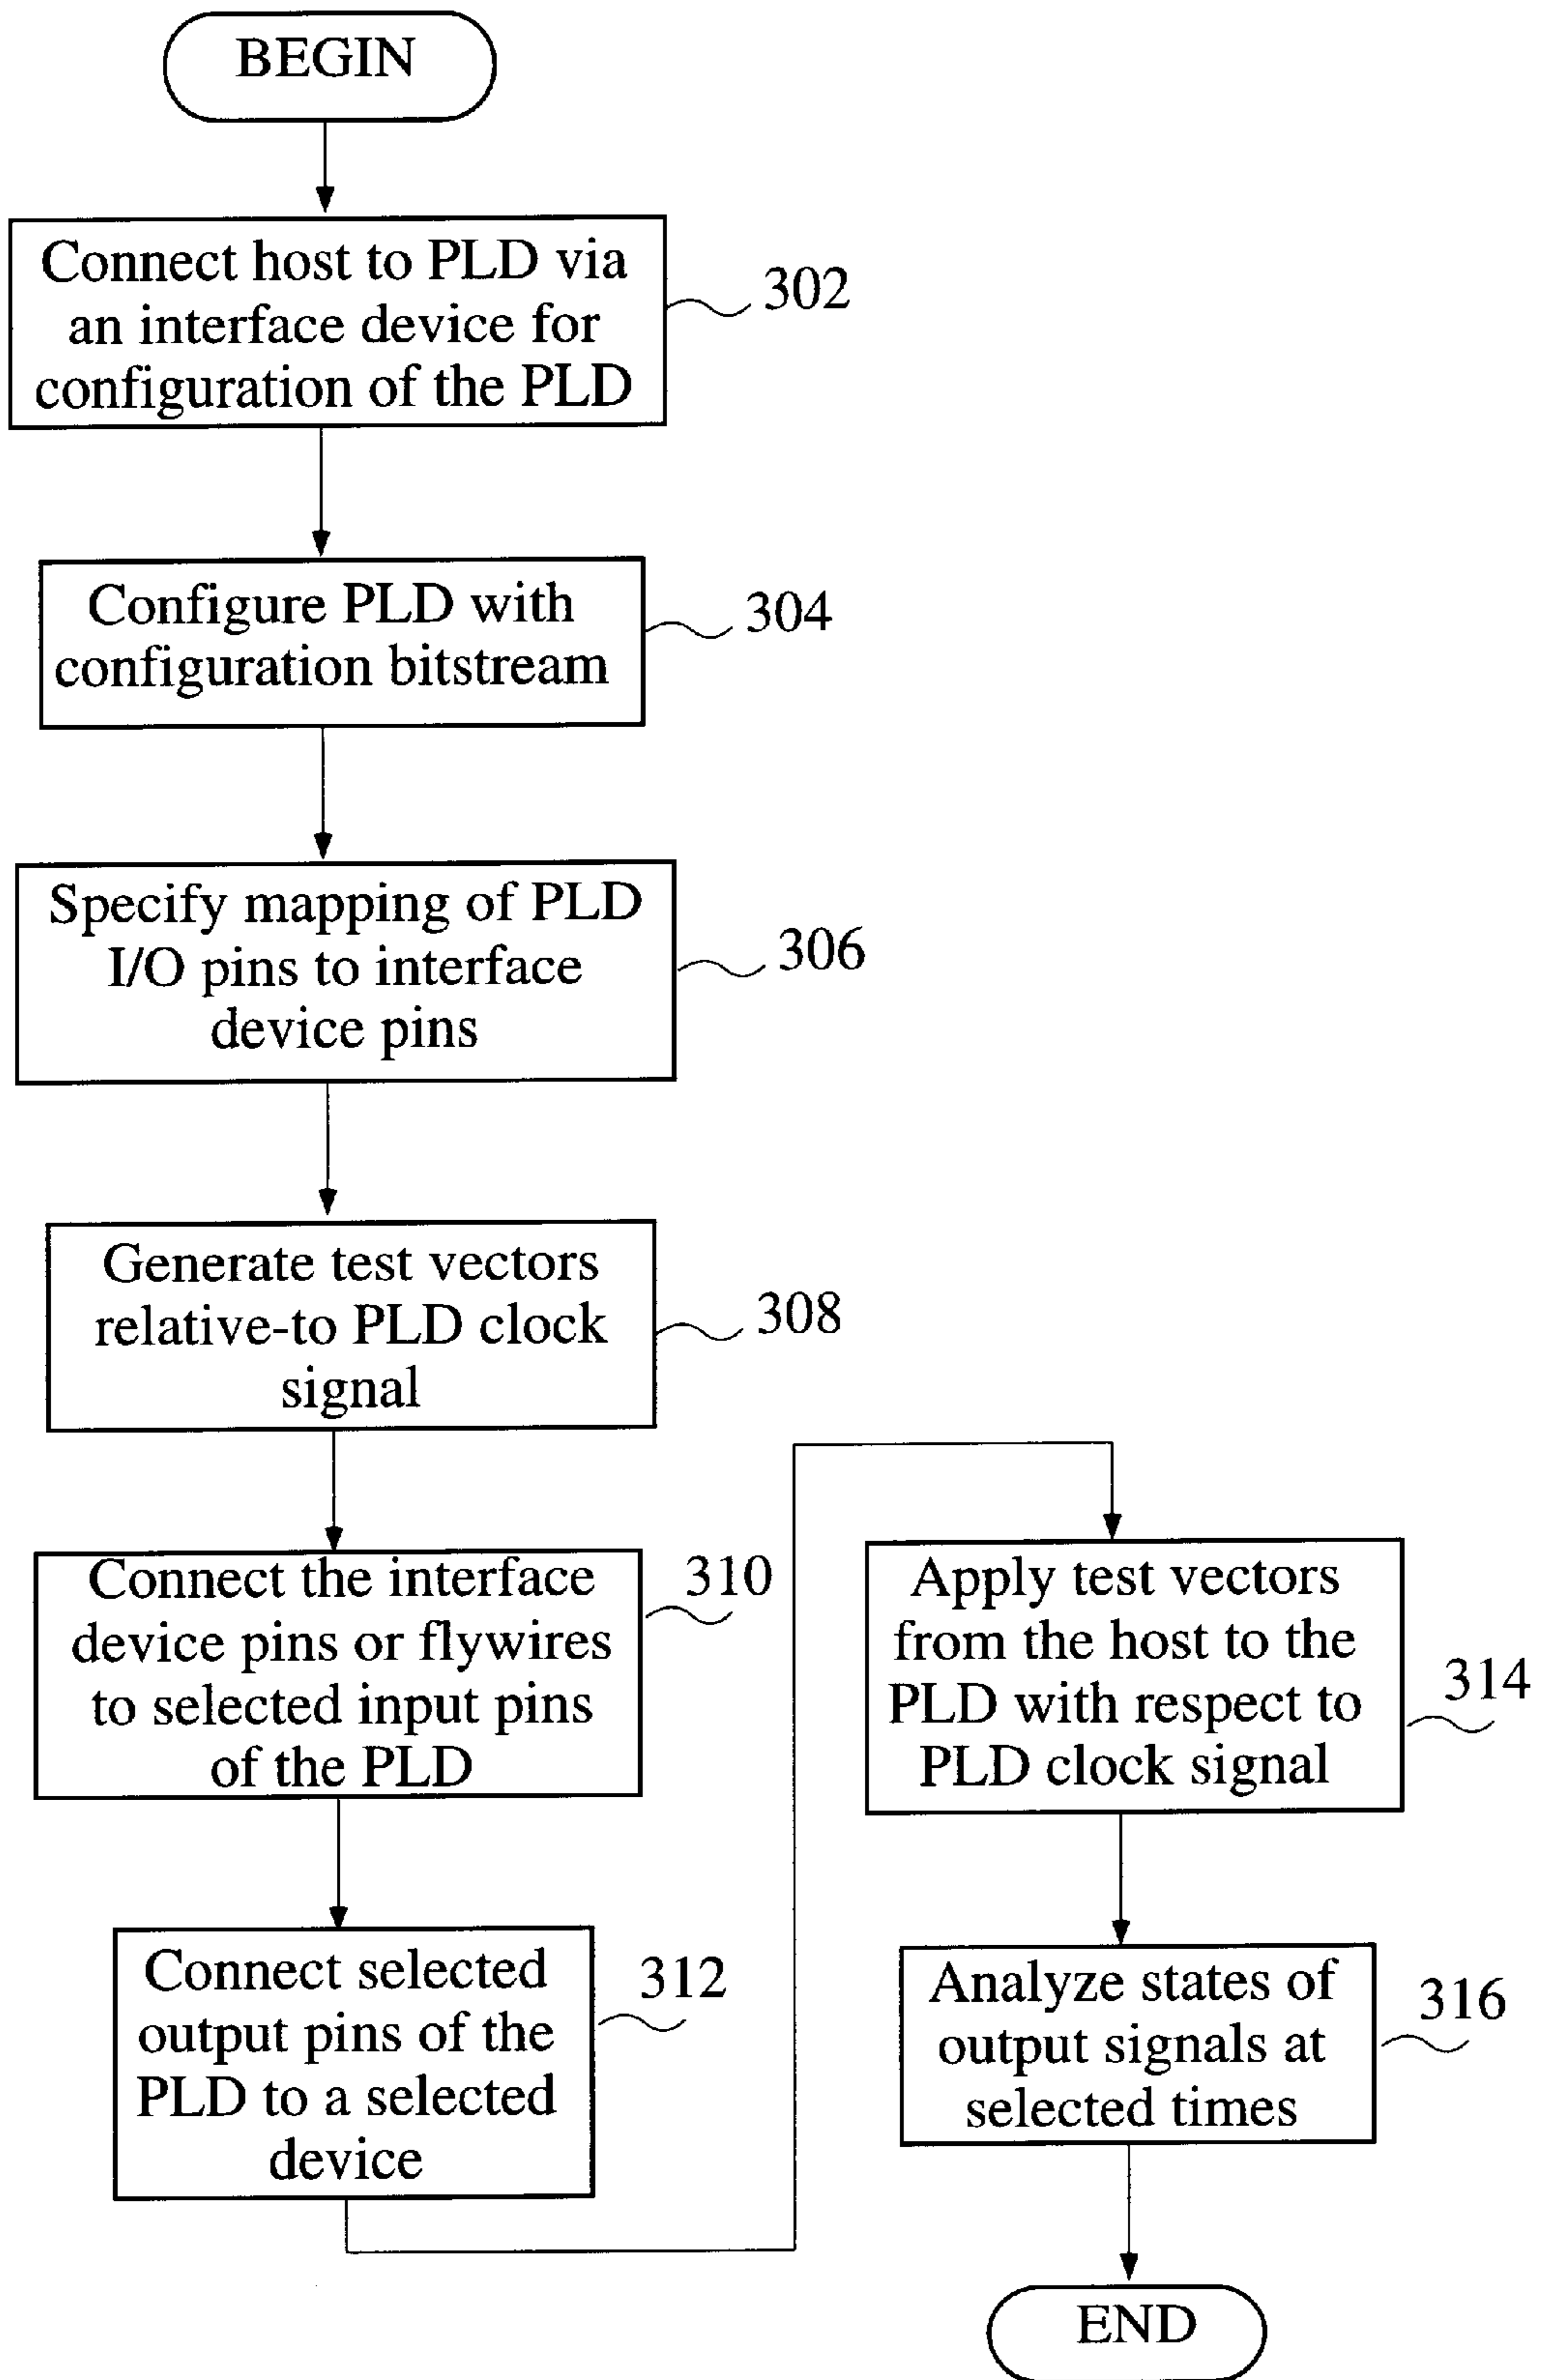 BEGIN
Connect host to PLD via
an interface device for
configuration of the PLD
302
Configure PLD with
configuration bitstream
304
Specify mapping of PLD
I/O pins to interface
device pins
306
Generate test vectors
relative-to PLD clock
signal
308
Connect the interface
device pins or flywires
to selected input pins
of the PLD
310
Connect selected
output pins of the
PLD to a selected
device
312
Apply test vectors
from the host to the
PLD with respect to
PLD clock signal
314
Analyze states of
output signals at
selected times
316
END